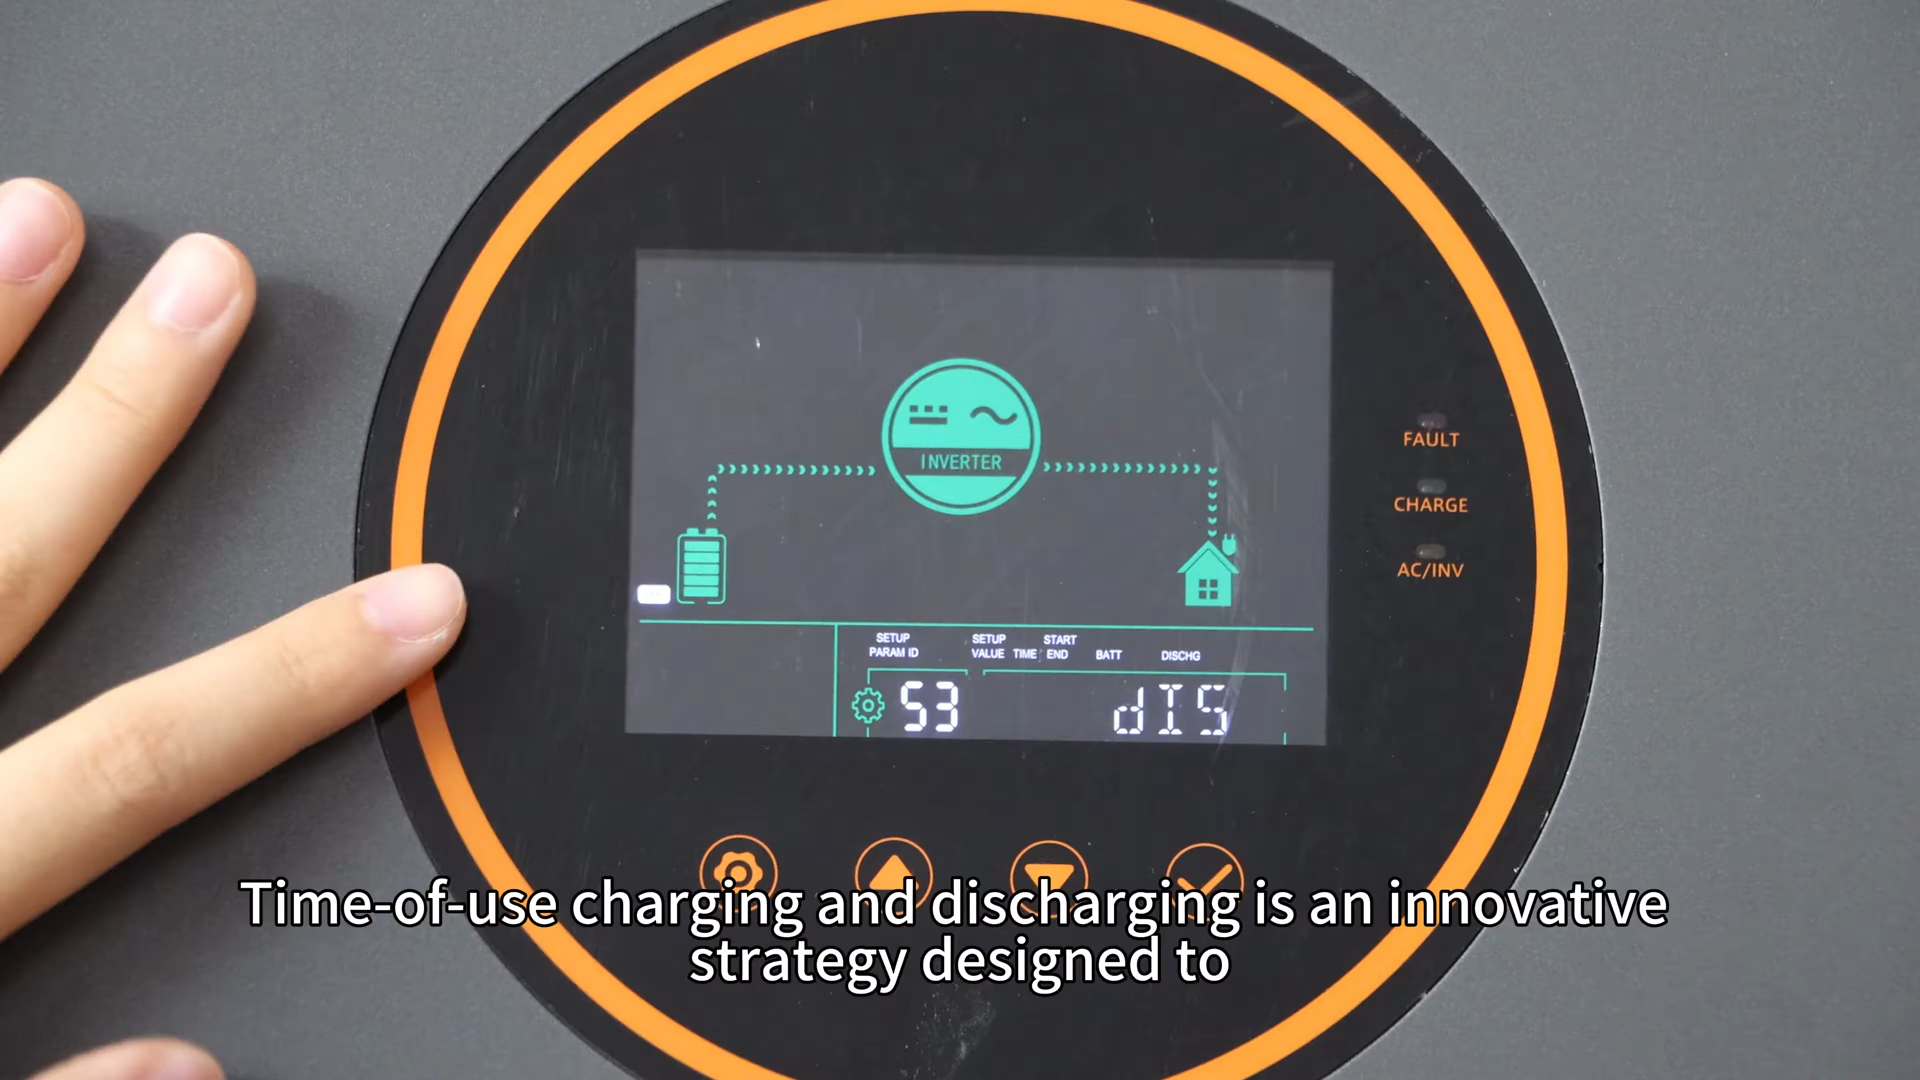 INVERTER
FAULT
CHARGE
AC/INV
SETUP
PARAM ID
SETUP
VALUE
TIME
START
END
BATT
DISCHG
53
dIS
Time-of-use charging and discharging is an innovative
strategy designed to